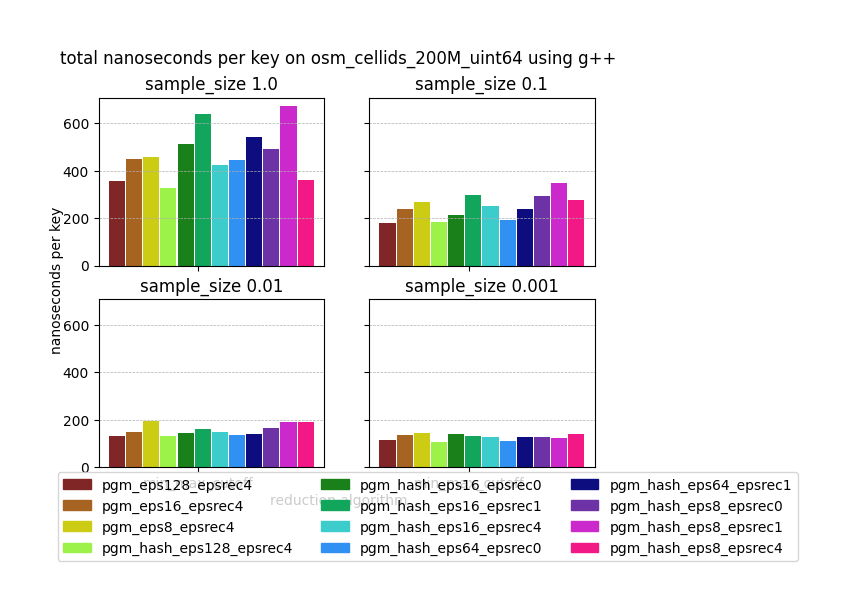 total nanoseconds per key on osm_cellids_200M_uint64 using g++
sample_size 1.0
sample_size 0.1
600
400
200
0
nanoseconds per key
sample_size 0.01
sample_size 0.001
600
400
200
0
min_max_cutoff
min_max_cutoff
reduction algorithm
pgm_eps128_epsrec4
pgm_eps16_epsrec4
pgm_eps8_epsrec4
pgm_hash_eps128_epsrec4
pgm_hash_eps16_epsrec0
pgm_hash_eps16_epsrec1
pgm_hash_eps16_epsrec4
pgm_hash_eps64_epsrec0
pgm_hash_eps64_epsrec1
pgm_hash_eps8_epsrec0
pgm_hash_eps8_epsrec1
pgm_hash_eps8_epsrec4